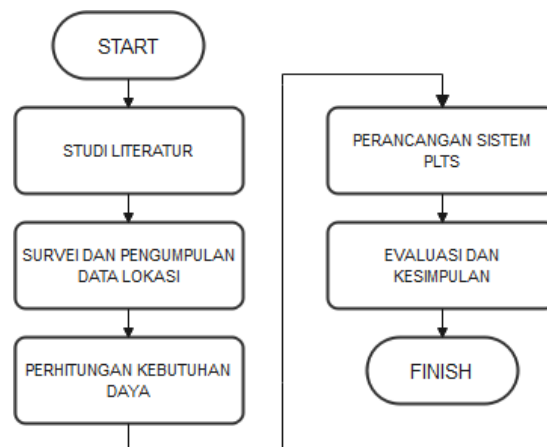 START
STUDI LITERATUR
SURVEI DAN PENGUMPULAN
DATA LOKASI
PERHITUNGAN KEBUTUHAN
DAYA
PERANCANGAN SISTEM
PLTS
EVALUASI DAN
KESIMPULAN
FINISH